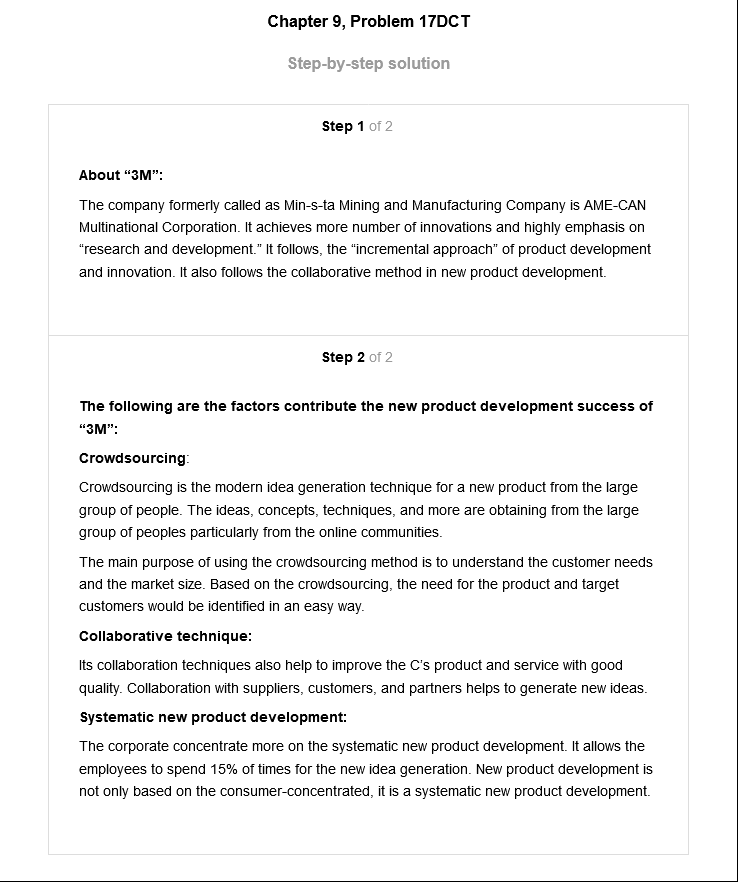 Chapter 9, Problem 17DCT
Step-by-step solution
Step 1 of 2
About “3M”:
The company formerly called as Min-s-ta Mining and Manufacturing Company is AME-CAN
Multinational Corporation. It achieves more number of innovations and highly emphasis on
“research and development.” It follows, the “incremental approach” of product development
and innovation. It also follows the collaborative method in new product development.
Step 2 of 2
The following are the factors contribute the new product development success of
“3M”:
Crowdsourcing:
Crowdsourcing is the modern idea generation technique for a new product from the large
group of people. The ideas, concepts, techniques, and more are obtaining from the large
group of peoples particularly from the online communities.
The main purpose of using the crowdsourcing method is to understand the customer needs
and the market size. Based on the crowdsourcing, the need for the product and target
customers would be identified in an easy way.
Collaborative technique:
Its collaboration techniques also help to improve the C’s product and service with good
quality. Collaboration with suppliers, customers, and partners helps to generate new ideas.
Systematic new product development:
The corporate concentrate more on the systematic new product development. It allows the
employees to spend 15% of times for the new idea generation. New product development is
not only based on the consumer-concentrated, it is a systematic new product development.